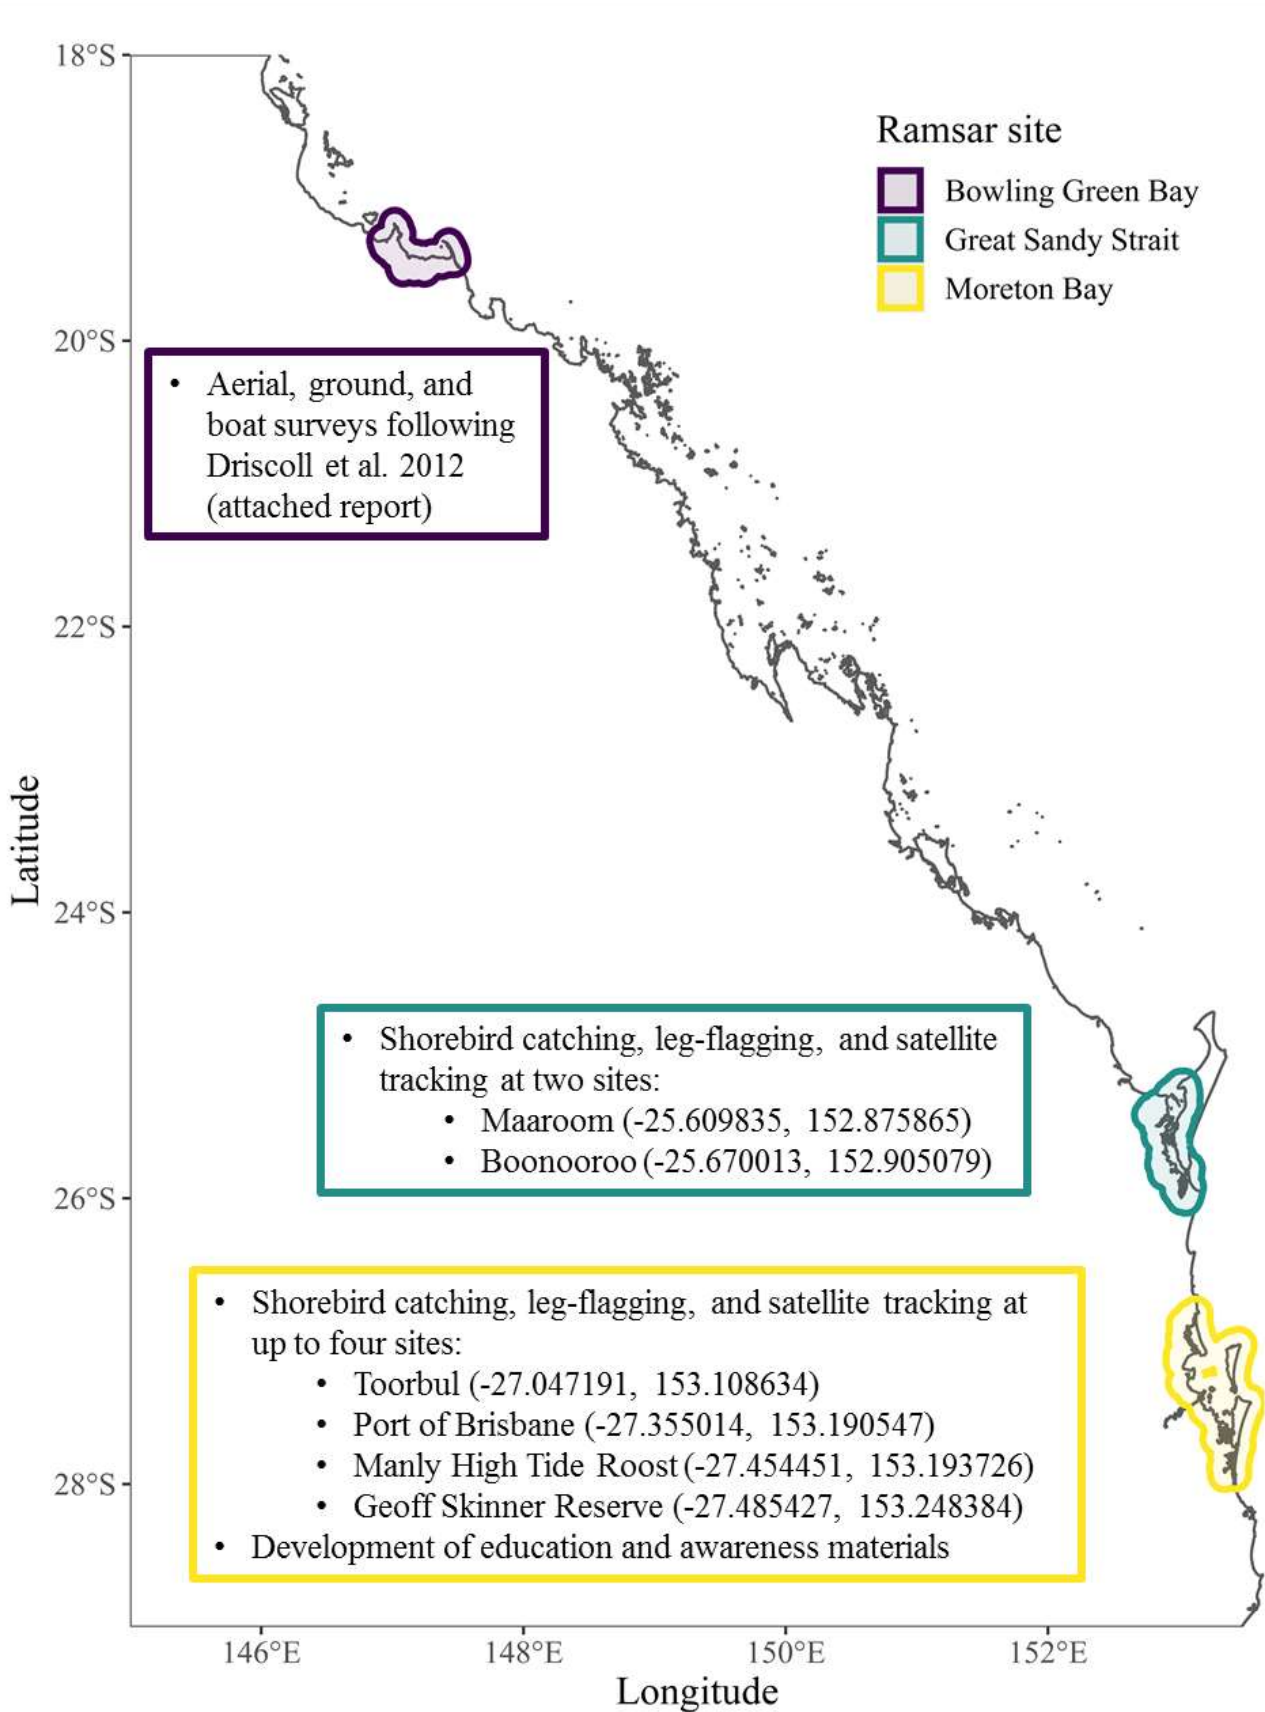 18°S
Ramsar site
Bowling Green Bay
Great Sandy Strait
Moreton Bay
20°S
• Aerial, ground, and
boat surveys following
Driscoll et al. 2012
(attached report)
22°S
Latitude
24°S
• Shorebird catching, leg-flagging, and satellite
tracking at two sites:
• Maaroom (-25.609835, 152.875865)
• Boonooroo (-25.670013, 152.905079)
26°S
• Shorebird catching, leg-flagging, and satellite tracking at
up to four sites:
• Toorbul (-27.047191, 153.108634)
• Port of Brisbane (-27.355014, 153.190547)
• Manly High Tide Roost (-27.454451, 153.193726)
• Geoff Skinner Reserve (-27.485427, 153.248384)
• Development of education and awareness materials
28°S
146°E 148°E 150°E 152°E
Longitude